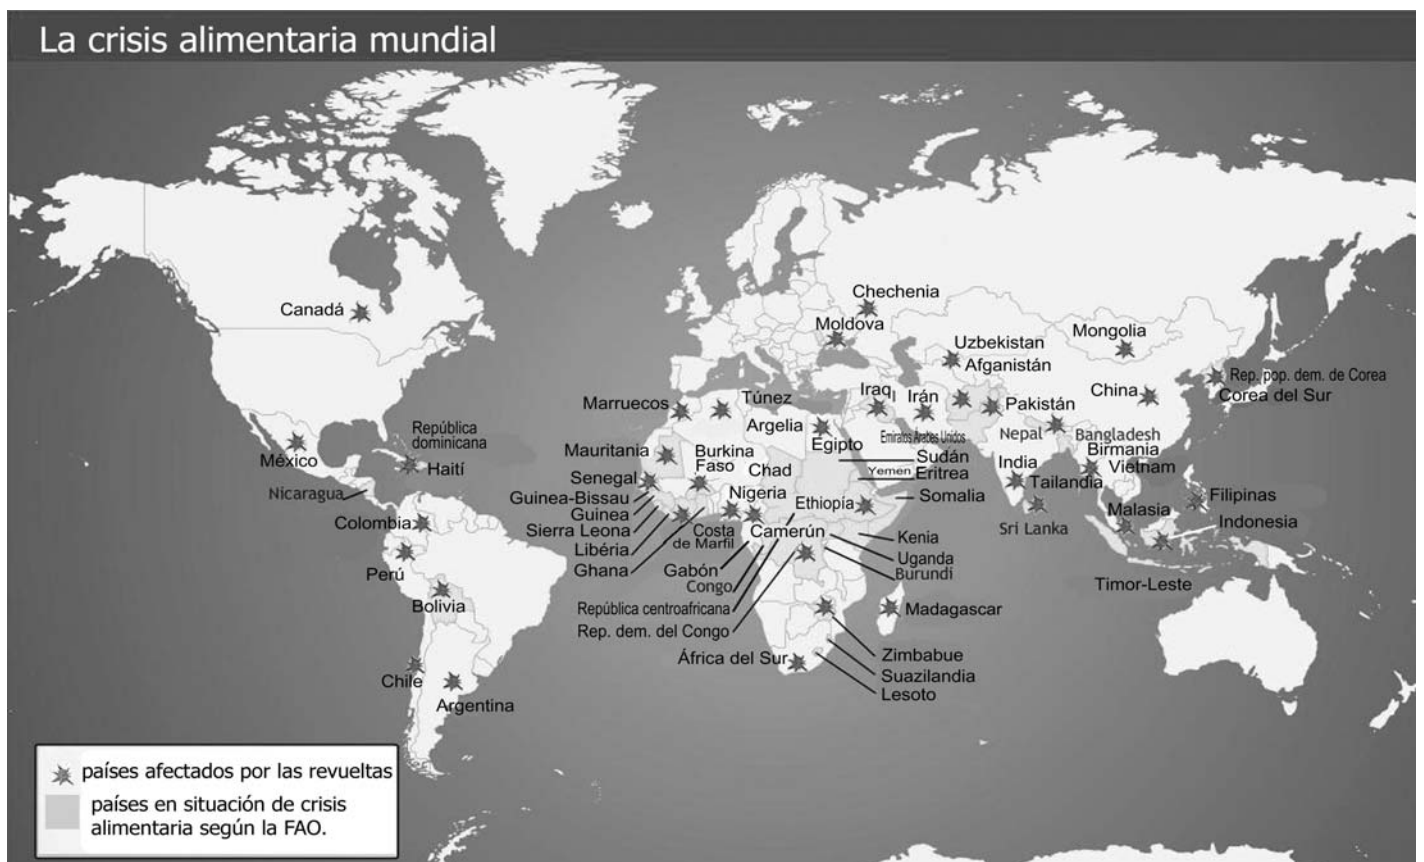 La crisis alimentaria mundial
Canadá
Chechenia
Moldova
Mongolia
Uzbekistan
Afganistán
Iraq
Irán
Rep. pop. dem. de Corea
China
Corea del Sur
Marruecos
Túnez
Pakistán
República
dominicana
Argelia
Egipto
Emiratos Arabes Unidos
Nepal
Bangladesh
México
Haití
Mauritania
Burkina
Faso
Chad
Sudán
Birmania
Yemen
Eritrea
India
Vietnam
Tailandia
Nicaragua
Senegal
Nigeria
Ethiopía
Somalia
Filipinas
Guinea-Bissau
Guinea
Malasia
Colombia
Sierra Leona
Costa
de Marfil
Camerún
Kenia
Sri Lanka
Indonesia
Libéria
Uganda
Ghana
Gabón
Burundi
Perú
Congo
Timor-Leste
Bolivia
República centroafricana
Madagascar
Rep. dem. del Congo
África del Sur
Zimbabue
Chile
Suazilandia
Lesoto
Argentina
países afectados por las revueltas
países en situación de crisis
alimentaria según la FAO.